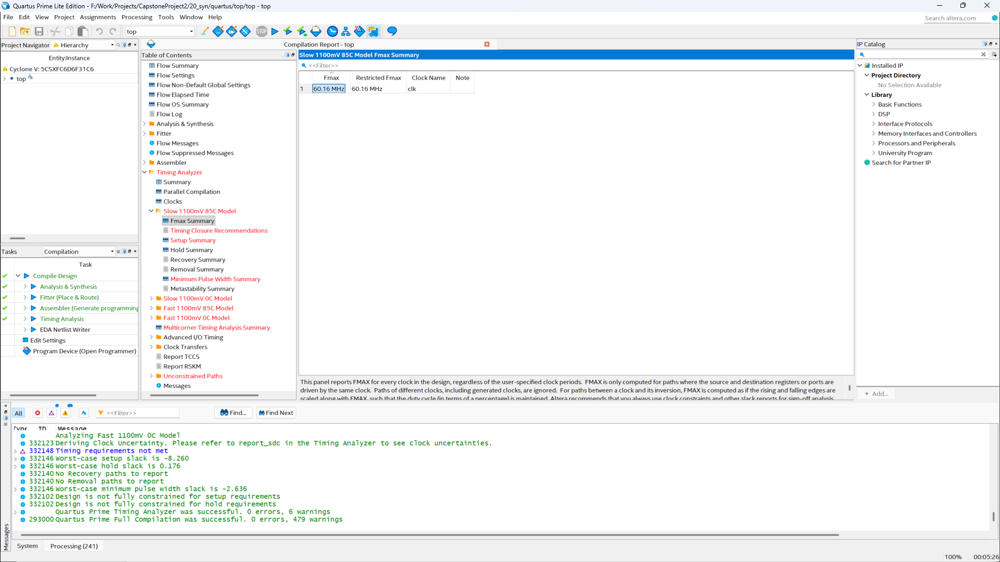 Quartus Prime Lite Edition - F:/Work/Projects/CapstoneProject2/20_syn/quartus/top/top - top
File Edit View Project Assignments Processing Tools Window Help
Search altera.com
top
STOP
Project Navigator Hierarchy
Entity:Instance
Cyclone V: 5CSXFC6D6F31C6
top
Tasks Compilation
Task
Compile Design
Analysis & Synthesis
Fitter (Place & Route)
Assembler (Generate programming
Timing Analysis
EDA Netlist Writer
Edit Settings
Program Device (Open Programmer)
Compilation Report - top
Table of Contents
Flow Summary
Flow Settings
Flow Non-Default Global Settings
Flow Elapsed Time
Flow OS Summary
Flow Log
Analysis & Synthesis
Fitter
Flow Messages
Flow Suppressed Messages
Assembler
Timing Analyzer
Summary
Parallel Compilation
Clocks
Slow 1100mV 85C Model
Fmax Summary
Timing Closure Recommendations
Setup Summary
Hold Summary
Recovery Summary
Removal Summary
Minimum Pulse Width Summary
Metastability Summary
Slow 1100mV 0C Model
Fast 1100mV 85C Model
Fast 1100mV 0C Model
Multicorner Timing Analysis Summary
Advanced I/O Timing
Clock Transfers
Report TCCS
Report RSKM
Unconstrained Paths
Messages
Slow 1100mV 85C Model Fmax Summary
<<Filter>>
Fmax Restricted Fmax Clock Name Note
1 60.16 MHz 60.16 MHz clk
This panel reports FMAX for every clock in the design, regardless of the user-specified clock periods. FMAX is only computed for paths where the source and destination registers or ports are
driven by the same clock. Paths of different clocks, including generated clocks, are ignored. For paths between a clock and its inversion, FMAX is computed as if the rising and falling edges are
scaled along with FMAX, such that the duty cycle (in terms of a percentage) is maintained. Altera recommends that you always use clock constraints and other slack reports for sign-off analysis.
IP Catalog
Installed IP
Project Directory
No Selection Available
Library
Basic Functions
DSP
Interface Protocols
Memory Interfaces and Controllers
Processors and Peripherals
University Program
Search for Partner IP
+ Add...
All <<Filter>> Find... Find Next
Type ID Message
Analyzing Fast 1100mV 0C Model
332123 Deriving Clock Uncertainty. Please refer to report_sdc in the Timing Analyzer to see clock uncertainties.
332148 Timing requirements not met
332146 Worst-case setup slack is -8.260
332146 Worst-case hold slack is 0.176
332140 No Recovery paths to report
332140 No Removal paths to report
332146 Worst-case minimum pulse width slack is -2.636
332102 Design is not fully constrained for setup requirements
332102 Design is not fully constrained for hold requirements
Quartus Prime Timing Analyzer was successful. 0 errors, 6 warnings
293000 Quartus Prime Full Compilation was successful. 0 errors, 479 warnings
Messages
System Processing (241)
100% 00:05:26